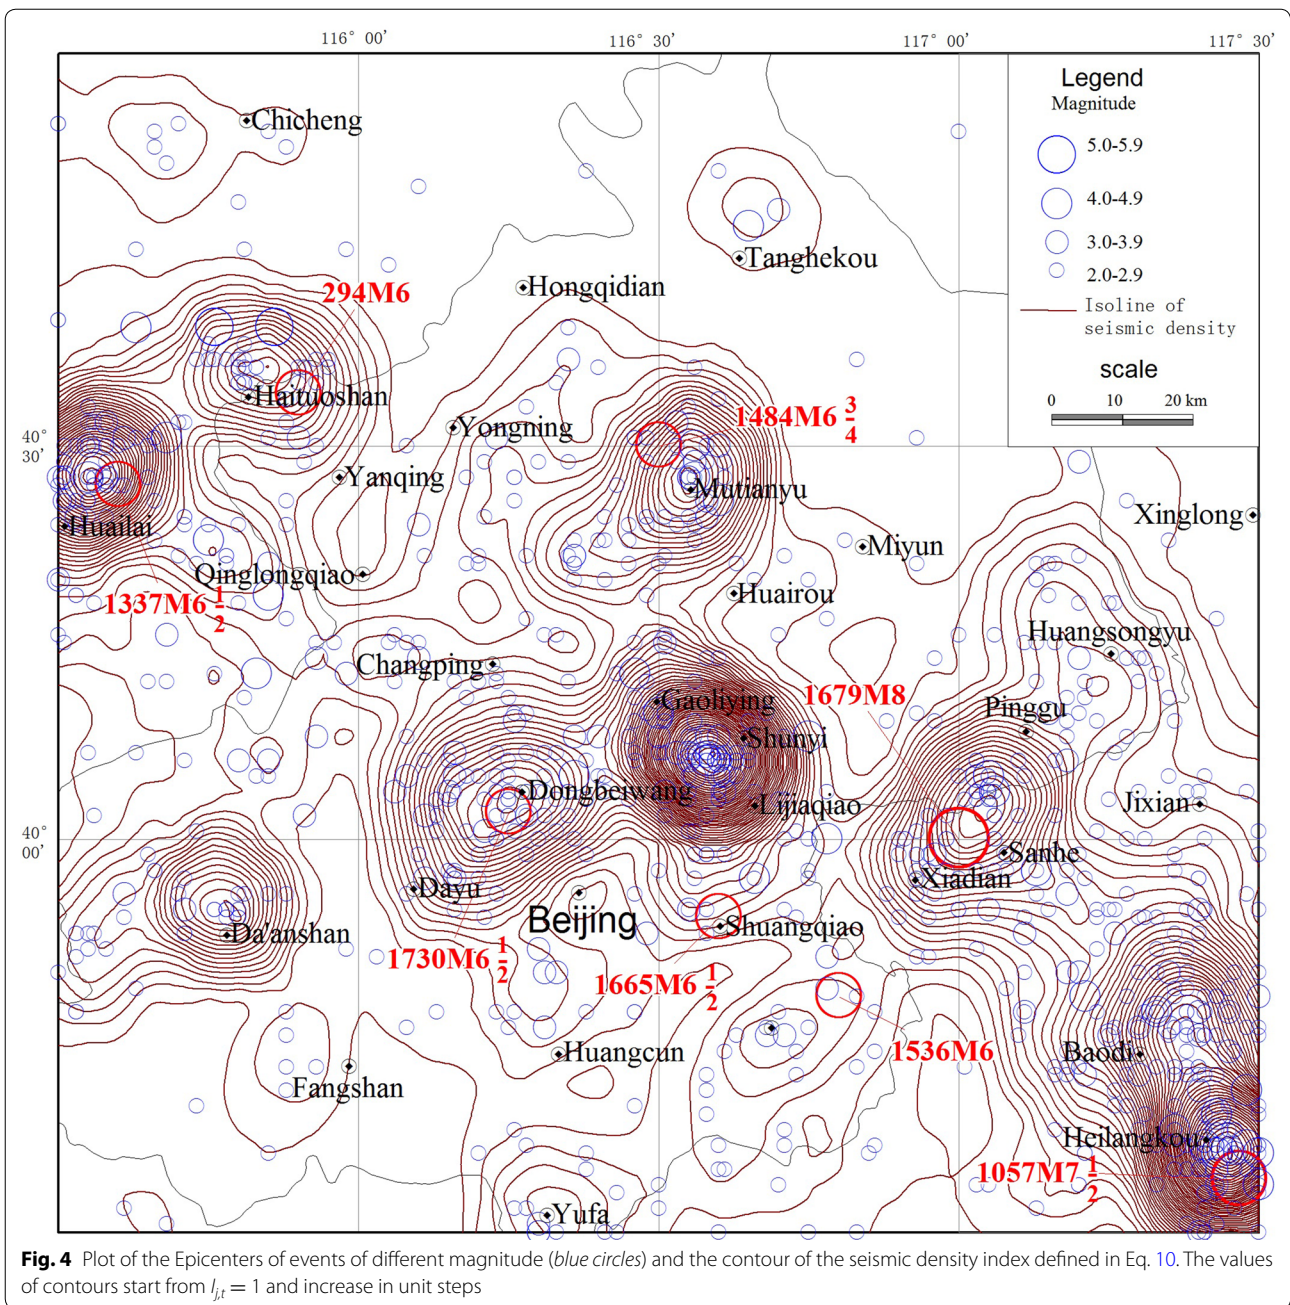 116° 00'
116° 30'
117° 00'
117° 30'
Legend
Magnitude
5.0-5.9
4.0-4.9
3.0-3.9
2.0-2.9
Isoline of
seismic density
scale
0 10 20 km
Chicheng
Tanghekou
Hongqidian
294M6
Haituoshan
1484M6 3/4
40°
30'
Yongning
Yanqing
Mutianyu
Huailai
Xinglong
Miyun
Qinglongqiao
1337M6 1/2
Huairou
Huangsongyu
Changping
Gaoliying
1679M8
Pinggu
Shunyi
Dongbeiwang
Lijiaqiao
Jixian
40°
00'
Sanhe
Xiadian
Dayu
Beijing
Shuangqiao
Da'anshan
1730M6 1/2
1665M6 1/2
1536M6
Huangcun
Baodi
Fangshan
Heilangkou
1057M7 1/2
Yufa
Fig. 4 Plot of the Epicenters of events of different magnitude (blue circles) and the contour of the seismic density index defined in Eq. 10. The values
of contours start from I_{j,t} = 1 and increase in unit steps